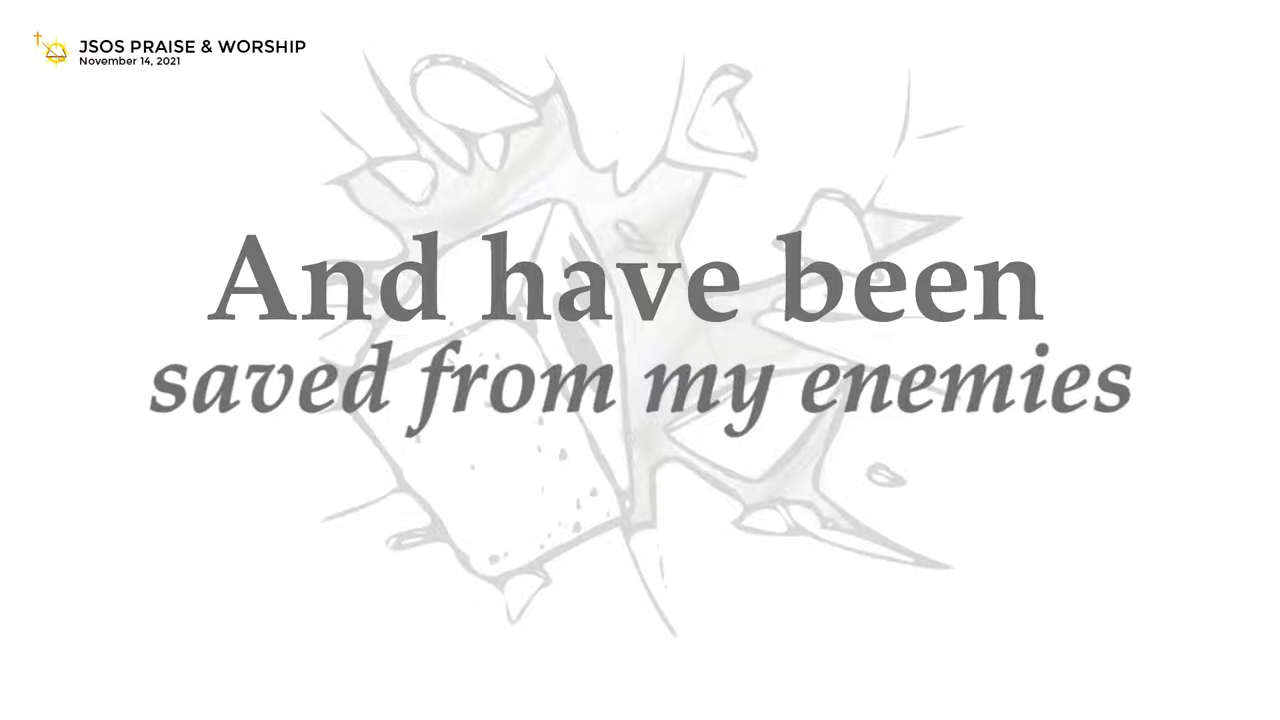 JSOS PRAISE & WORSHIP
November 14, 2021
And have been
saved from my enemies